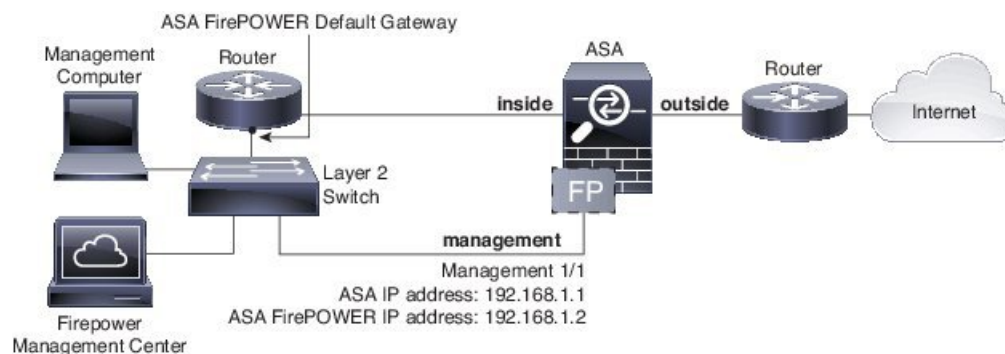 ASA FirePOWER Default Gateway
Management
Computer
Router
ASA
Router
inside
outside
Internet
Layer 2
Switch
FP
management
Management 1/1
ASA IP address: 192.168.1.1
ASA FirePOWER IP address: 192.168.1.2
Firepower
Management Center